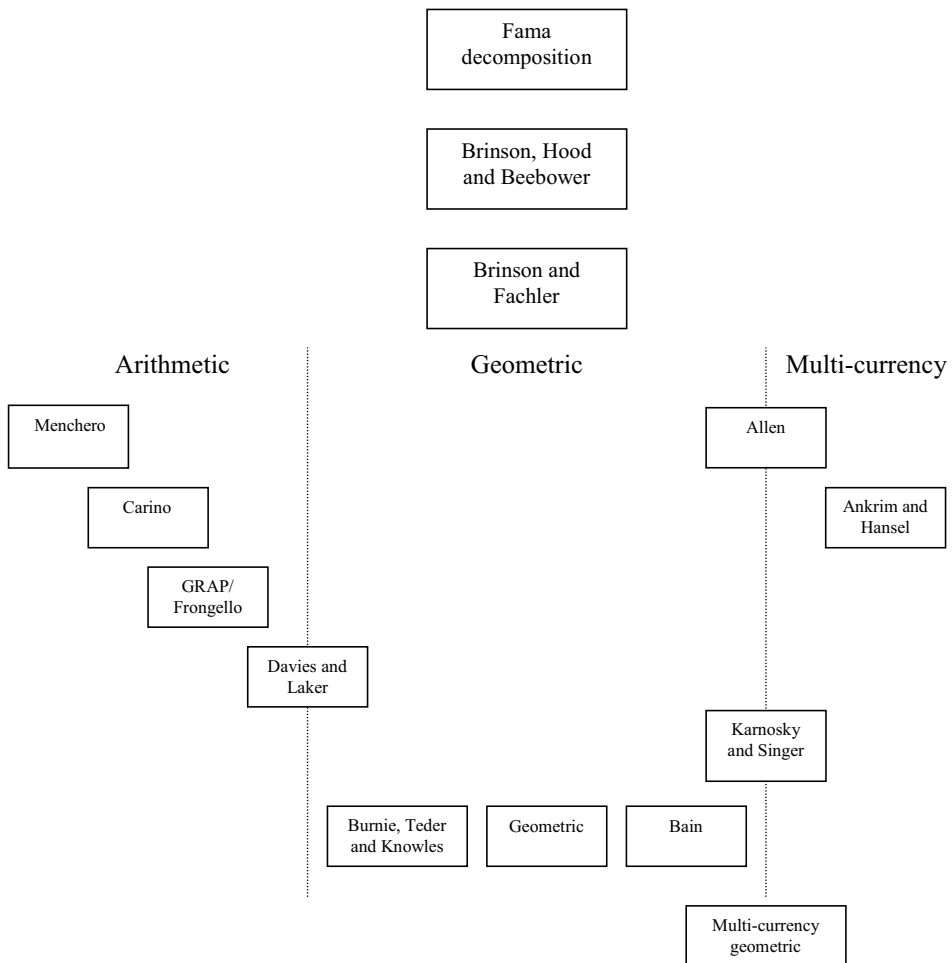 Fama
decomposition
Brinson, Hood
and Beebower
Brinson and
Fachler
Arithmetic
Geometric
Multi-currency
Menchero
Allen
Carino
Ankrim and
Hansel
GRAP/
Frongello
Davies and
Laker
Karnosky
and Singer
Burnie, Teder
and Knowles
Geometric
Bain
Multi-currency
geometric